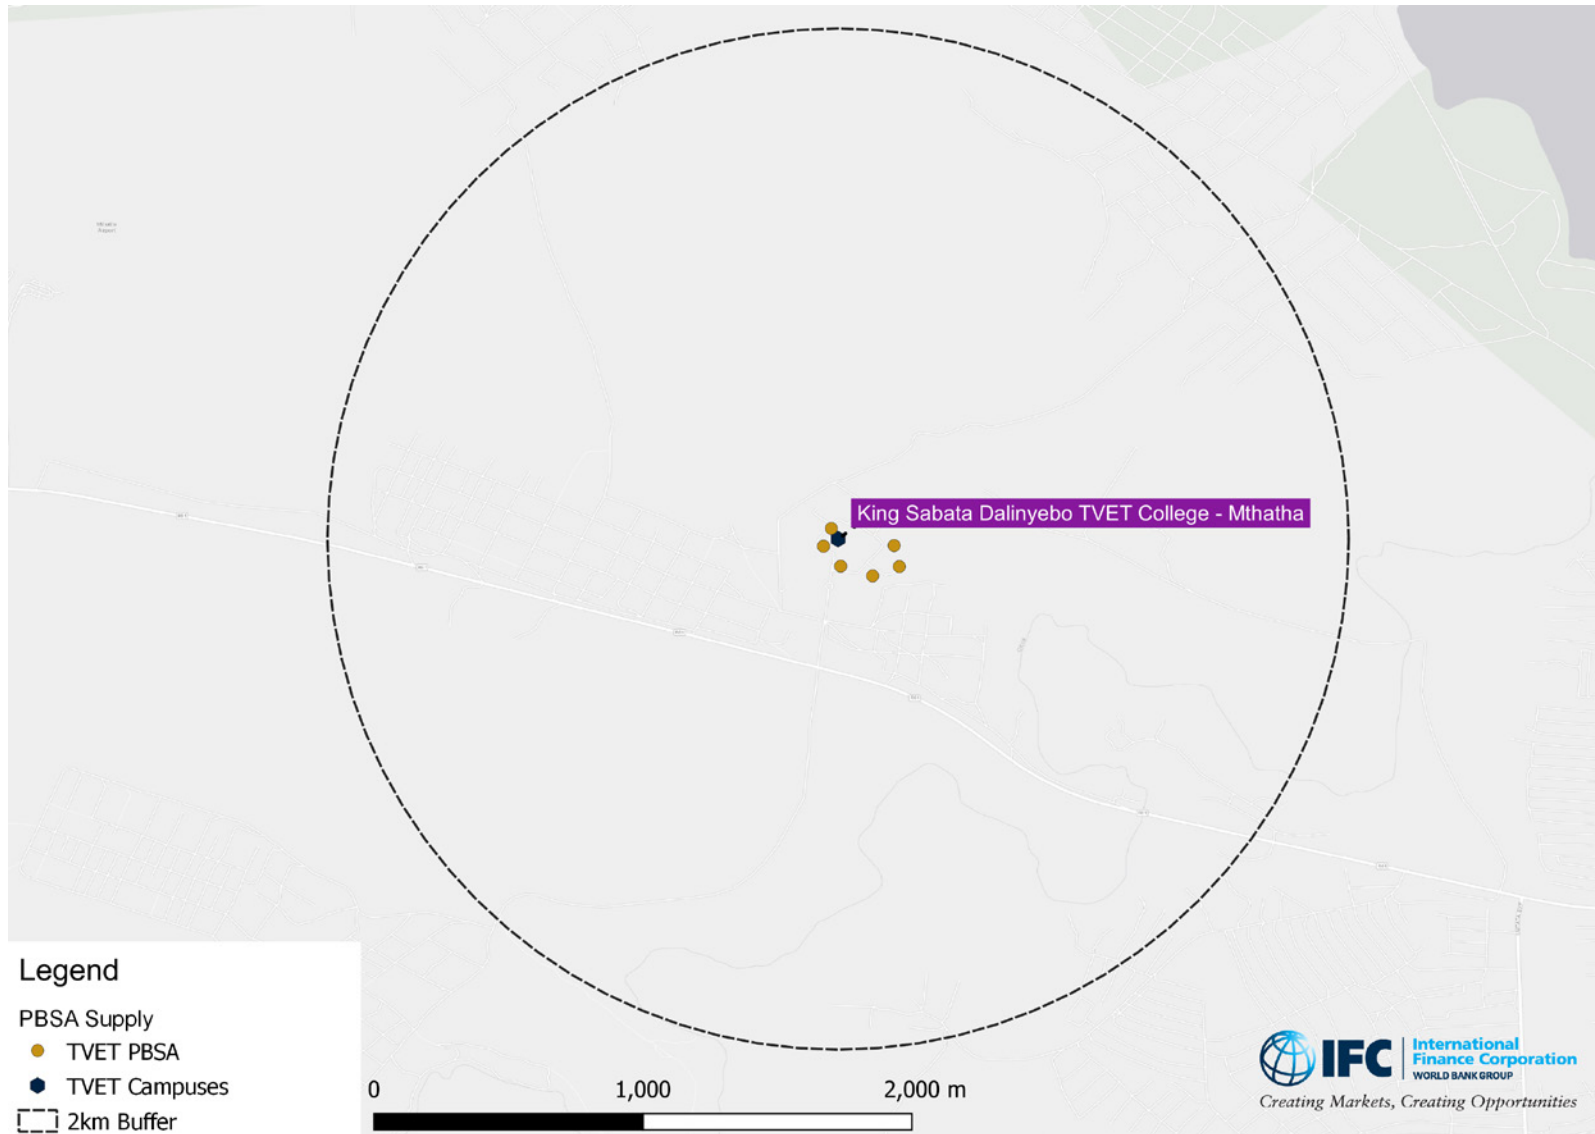 King Sabata Dalinyebo TVET College - Mthatha
Legend
PBSA Supply
TVET PBSA
TVET Campuses
2km Buffer
0 1,000 2,000 m
IFC
International
Finance Corporation
WORLD BANK GROUP
Creating Markets, Creating Opportunities